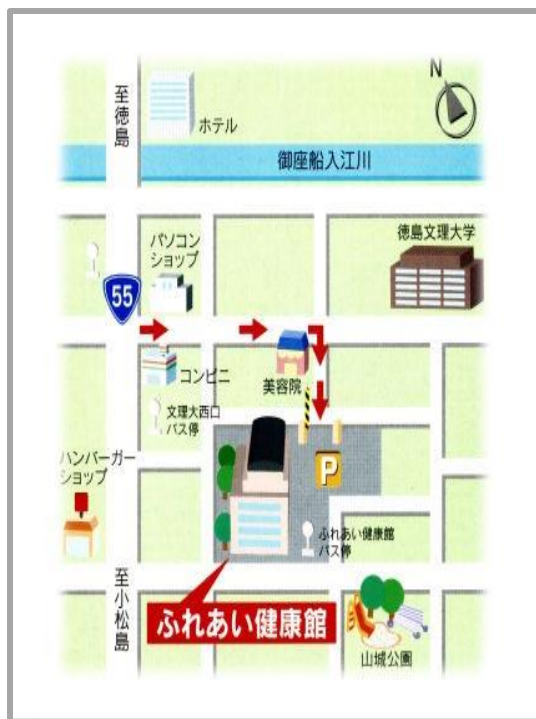 N
至徳島
ホテル
御座船入江川
徳島文理大学
パソコン
ショップ
55
コンビニ
美容院
文理大西口
バス停
ハンバーガー
ショップ
P
ふれあい健康館
バス停
至小松島
ふれあい健康館
山城公園